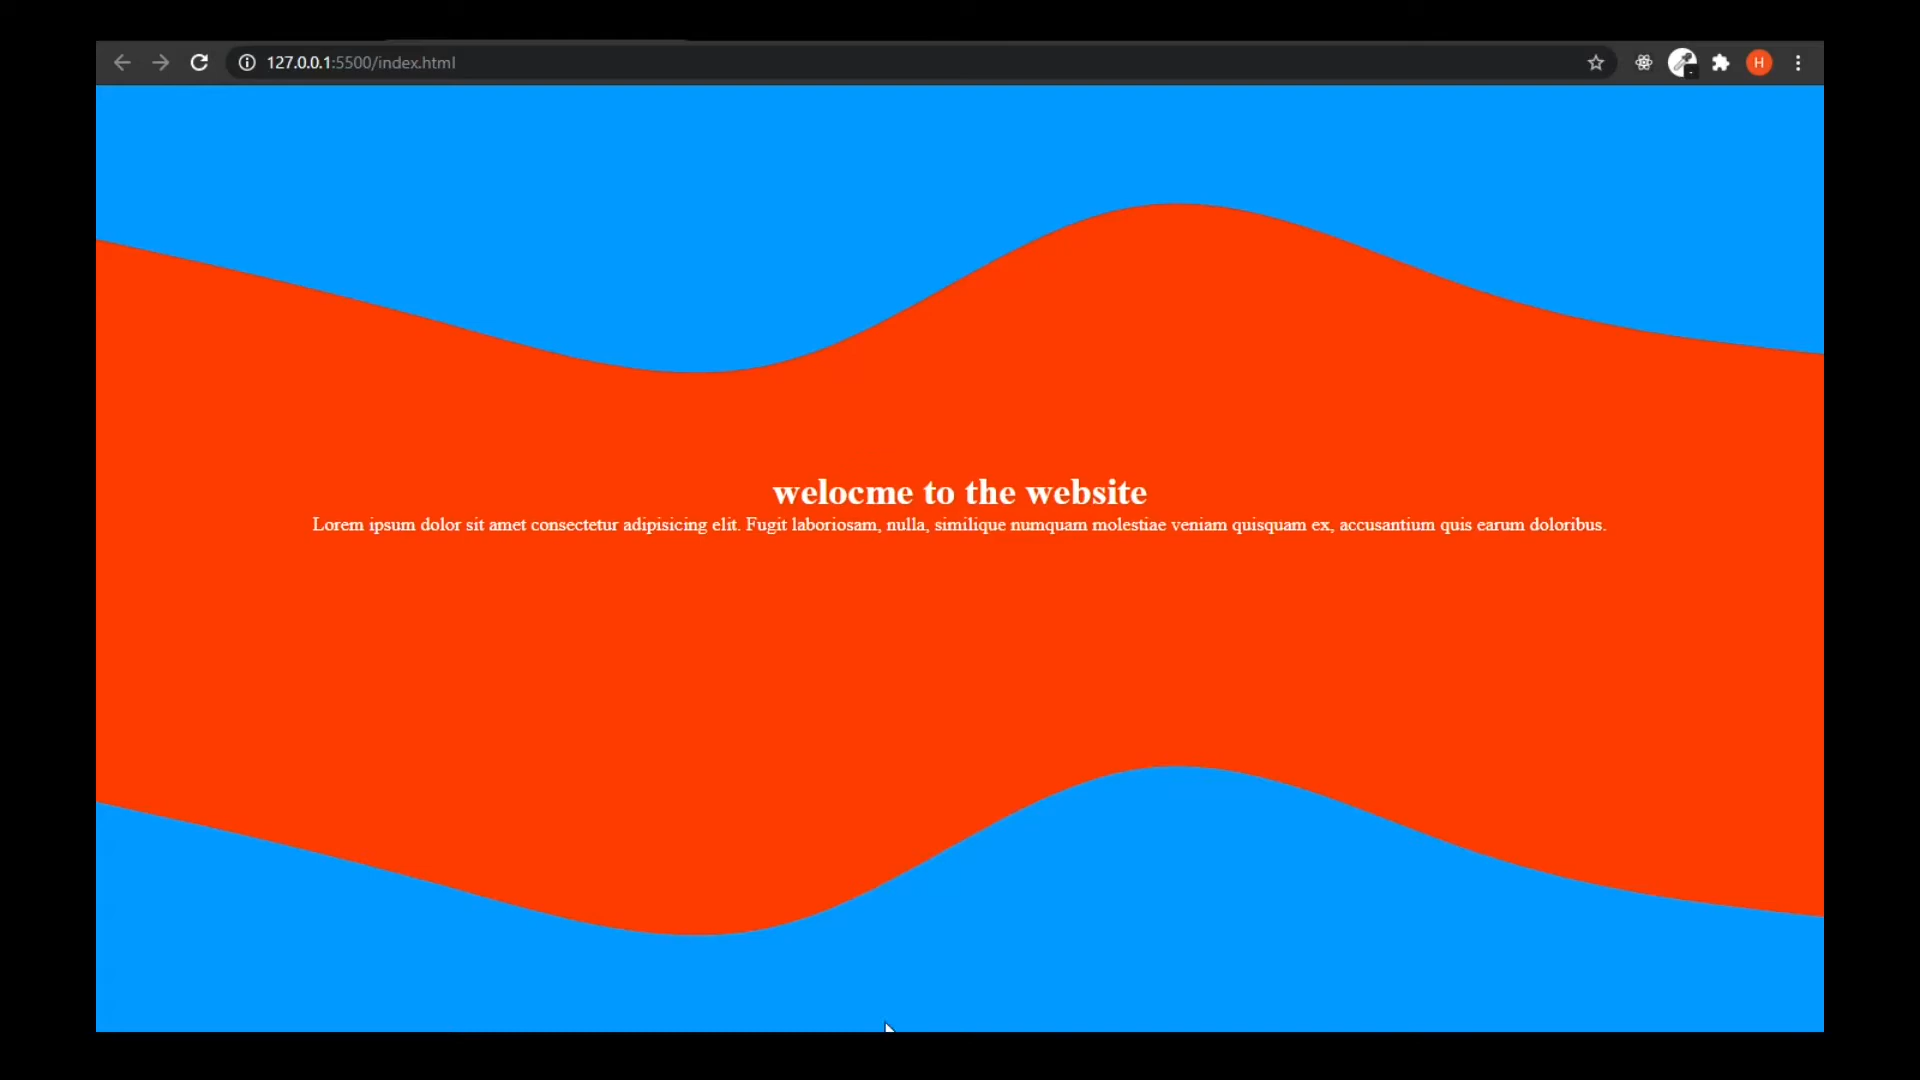 127.0.0.1:5500/index.html
H
welocme to the website
Lorem ipsum dolor sit amet consectetur adipisicing elit. Fugit laboriosam, nulla, similique numquam molestiae veniam quisquam ex, accusantium quis earum doloribus.